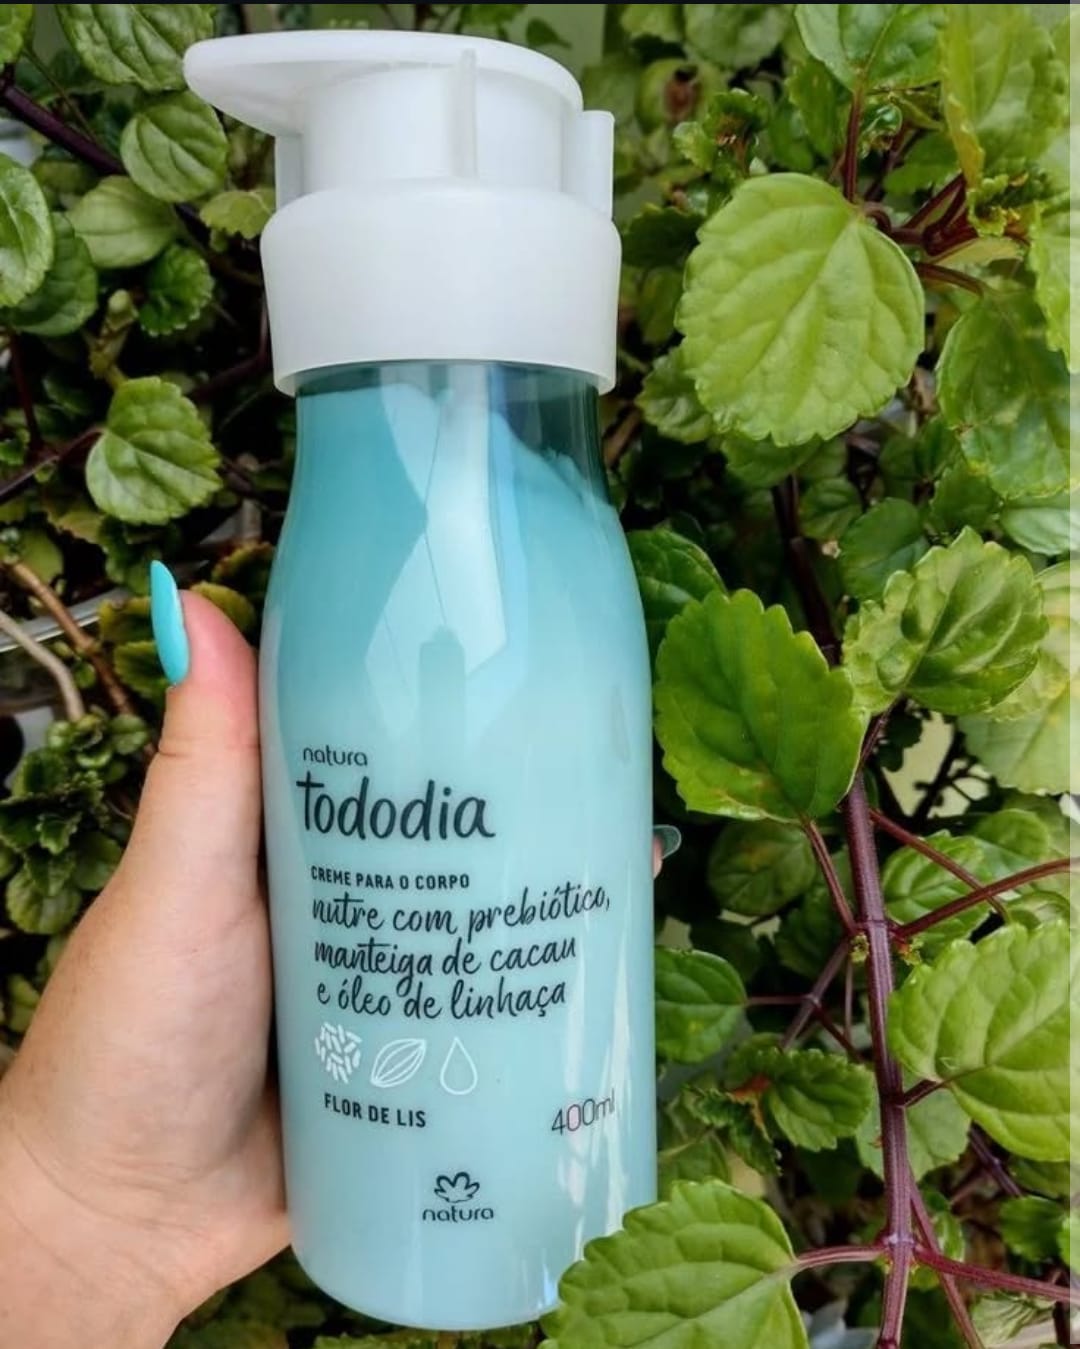 natura
tododia
CREME PARA O CORPO
nutre com prebiótico,
manteiga de cacau
e óleo de linhaça
FLOR DE LIS
400ml
natura